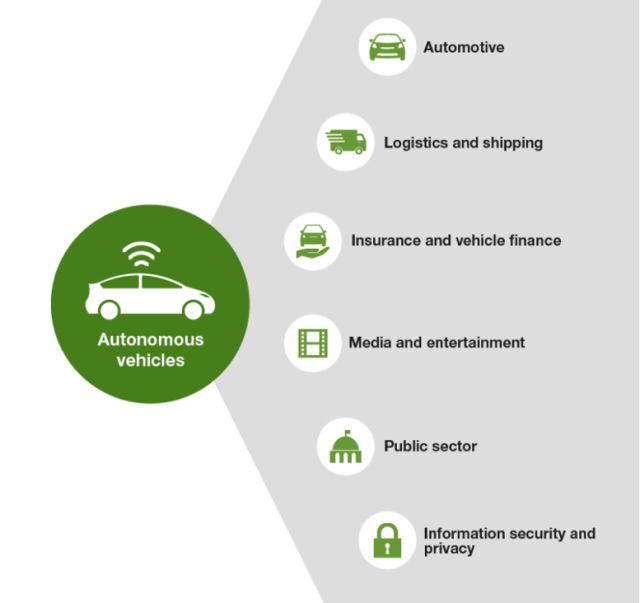 Automotive
Logistics and shipping
Insurance and vehicle finance
Autonomous
vehicles
Media and entertainment
Public sector
Information security and
privacy